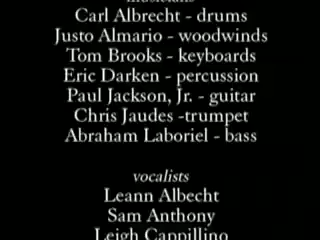 musicians
Carl Albrecht - drums
Justo Almario - woodwinds
Tom Brooks - keyboards
Eric Darken - percussion
Paul Jackson, Jr. - guitar
Chris Jaudes -trumpet
Abraham Laboriel - bass
vocalists
Leann Albecht
Sam Anthony
Leigh Cappillino